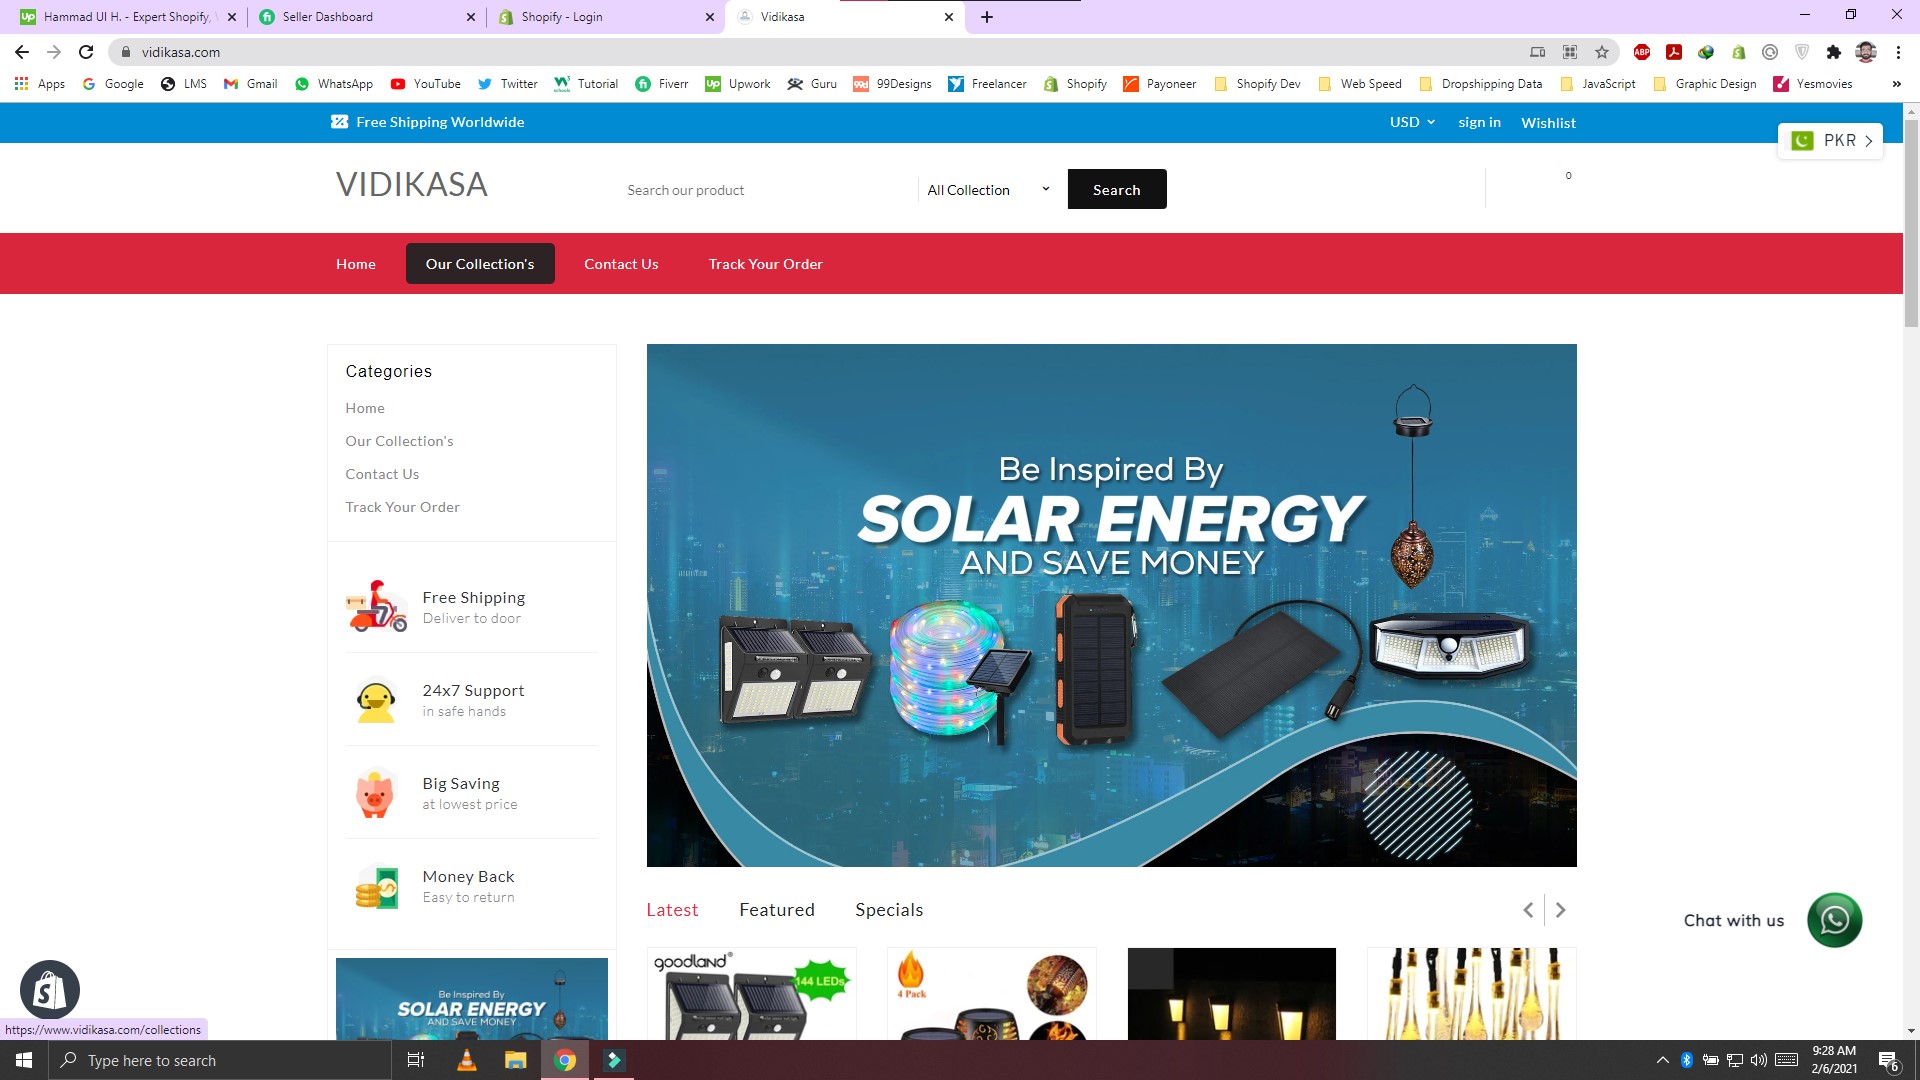 Hammad Ul H. - Expert Shopify,
Seller Dashboard
Shopify - Login
Vidikasa
vidikasa.com
ABP
Apps
Google
LMS
Gmail
WhatsApp
YouTube
Twitter
Tutorial
Fiverr
Upwork
Guru
99Designs
Freelancer
Shopify
Payoneer
Shopify Dev
Web Speed
Dropshipping Data
JavaScript
Graphic Design
Yesmovies
»
Free Shipping Worldwide
USD
sign in
Wishlist
PKR
VIDIKASA
Search our product
All Collection
Search
0
Home
Our Collection's
Contact Us
Track Your Order
Categories
Home
Our Collection's
Contact Us
Track Your Order
Free Shipping
Deliver to door
24x7 Support
in safe hands
Big Saving
at lowest price
Money Back
Easy to return
Be Inspired By
SOLAR ENERGY
AND SAVE MONEY
Latest
Featured
Specials
Chat with us
Be Inspired By
SOLAR ENERGY
AND SAVE MONEY
goodland®
144 LEDs
4 Pack
https://www.vidikasa.com/collections
Type here to search
9:28 AM
2/6/2021
6